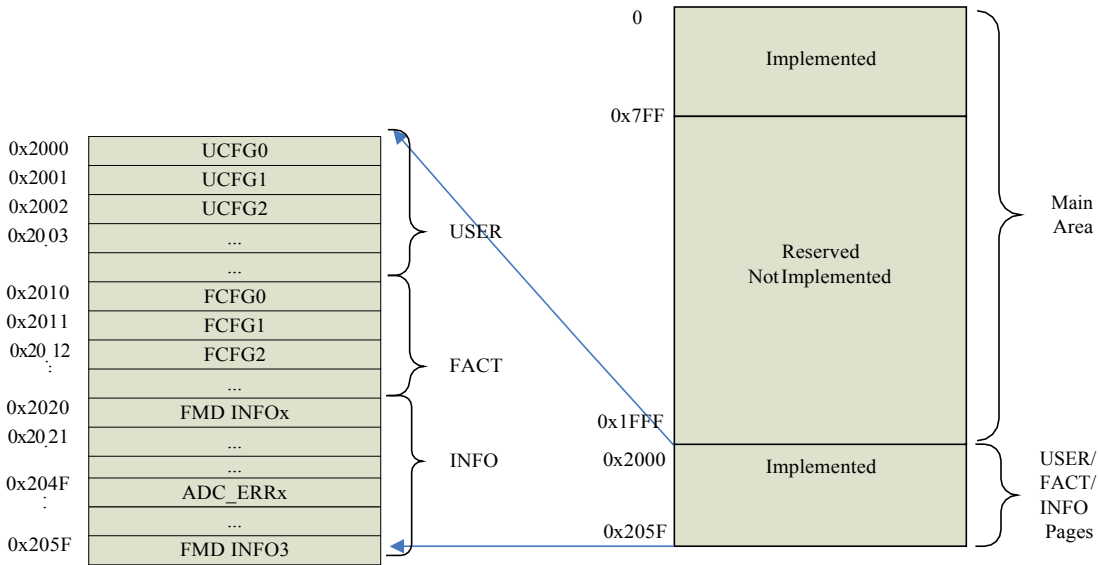 0x2000 UCFG0
0x2001 UCFG1
0x2002 UCFG2
0x2003 ...
...
0x2010 FCFG0
0x2011 FCFG1
0x2012 FCFG2
...
0x2020 FMD INFOx
0x2021 ...
...
0x204F ADC_ERRx
...
0x205F FMD INFO3
USER
FACT
INFO
0
Implemented
0x7FF
Reserved
Not Implemented
0x1FFF
0x2000
Implemented
0x205F
Main
Area
USER/
FACT/
INFO
Pages